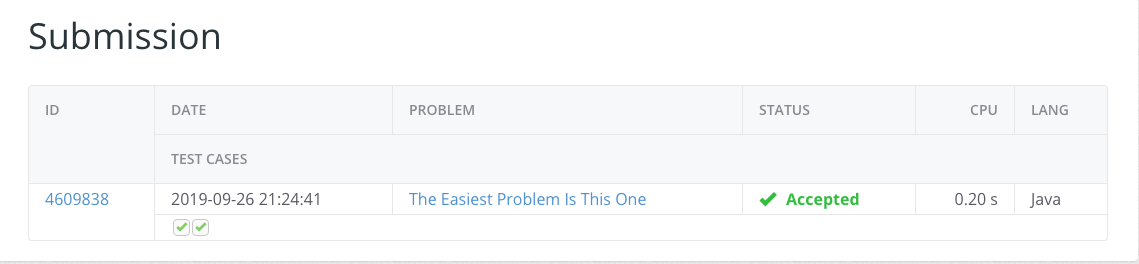 Submission
ID DATE PROBLEM STATUS CPU LANG
TEST CASES
4609838 2019-09-26 21:24:41 The Easiest Problem Is This One Accepted 0.20 s Java